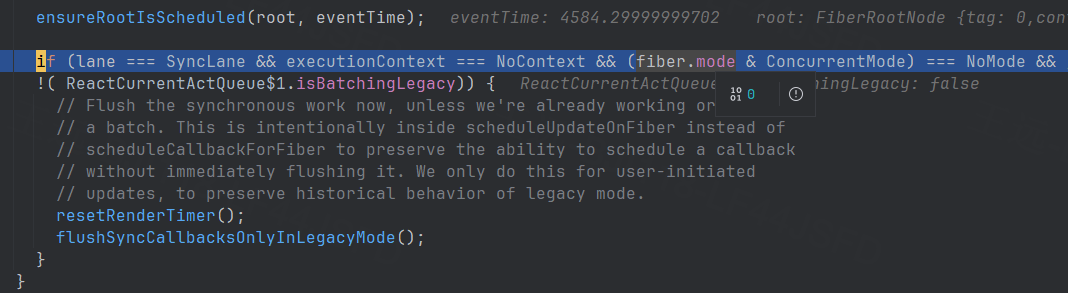 ensureRootIsScheduled(root, eventTime); eventTime: 4584.29999999702 root: FiberRootNode {tag: 0,con
if (lane === SyncLane && executionContext === NoContext && (fiber.mode & ConcurrentMode) === NoMode &&
!( ReactCurrentActQueue$1.isBatchingLegacy)) { ReactCurrentActQueue hingLegacy: false
10
01 0
// Flush the synchronous work now, unless we're already working or
// a batch. This is intentionally inside scheduleUpdateOnFiber instead of
// scheduleCallbackForFiber to preserve the ability to schedule a callback
// without immediately flushing it. We only do this for user-initiated
// updates, to preserve historical behavior of legacy mode.
resetRenderTimer();
flushSyncCallbacksOnlyInLegacyMode();
}
}